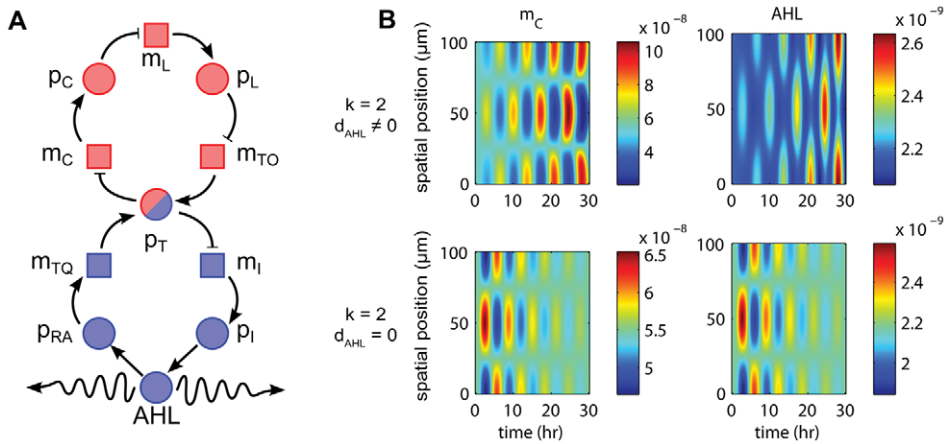 A
m_L
p_C
p_L
m_C
m_TO
p_T
m_TQ
m_I
p_RA
p_I
AHL
B
m_C
AHL
k = 2
d_AHL ≠ 0
spatial position (μm)
100
50
0
0 10 20 30
x 10⁻⁸
10
8
6
4
100
50
0
0 10 20 30
x 10⁻⁹
2.6
2.4
2.2
k = 2
d_AHL = 0
spatial position (μm)
100
50
0
0 10 20 30
time (hr)
x 10⁻⁸
6.5
6
5.5
5
100
50
0
0 10 20 30
time (hr)
x 10⁻⁹
2.4
2.2
2